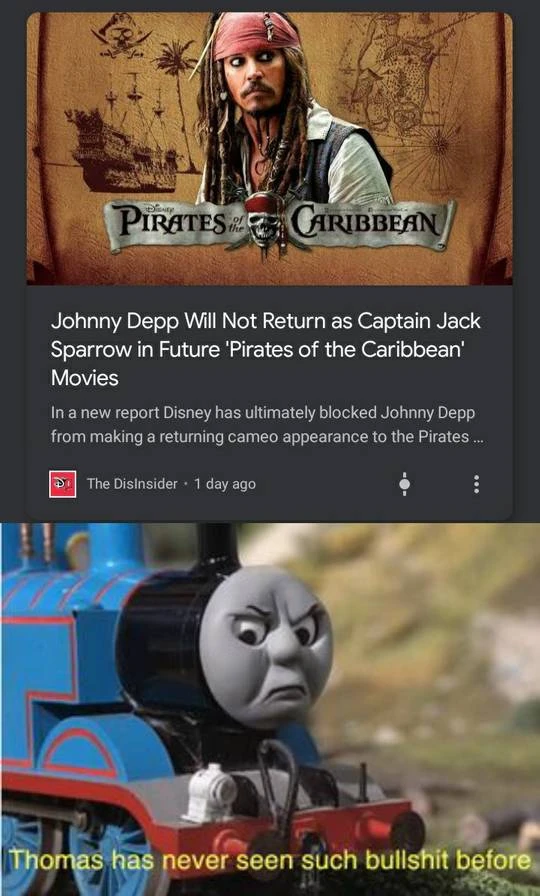 Disney
PIRATES of the CARIBBEAN
Johnny Depp Will Not Return as Captain Jack
Sparrow in Future 'Pirates of the Caribbean'
Movies
In a new report Disney has ultimately blocked Johnny Depp
from making a returning cameo appearance to the Pirates ...
The DisInsider · 1 day ago
Thomas has never seen such bullshit before